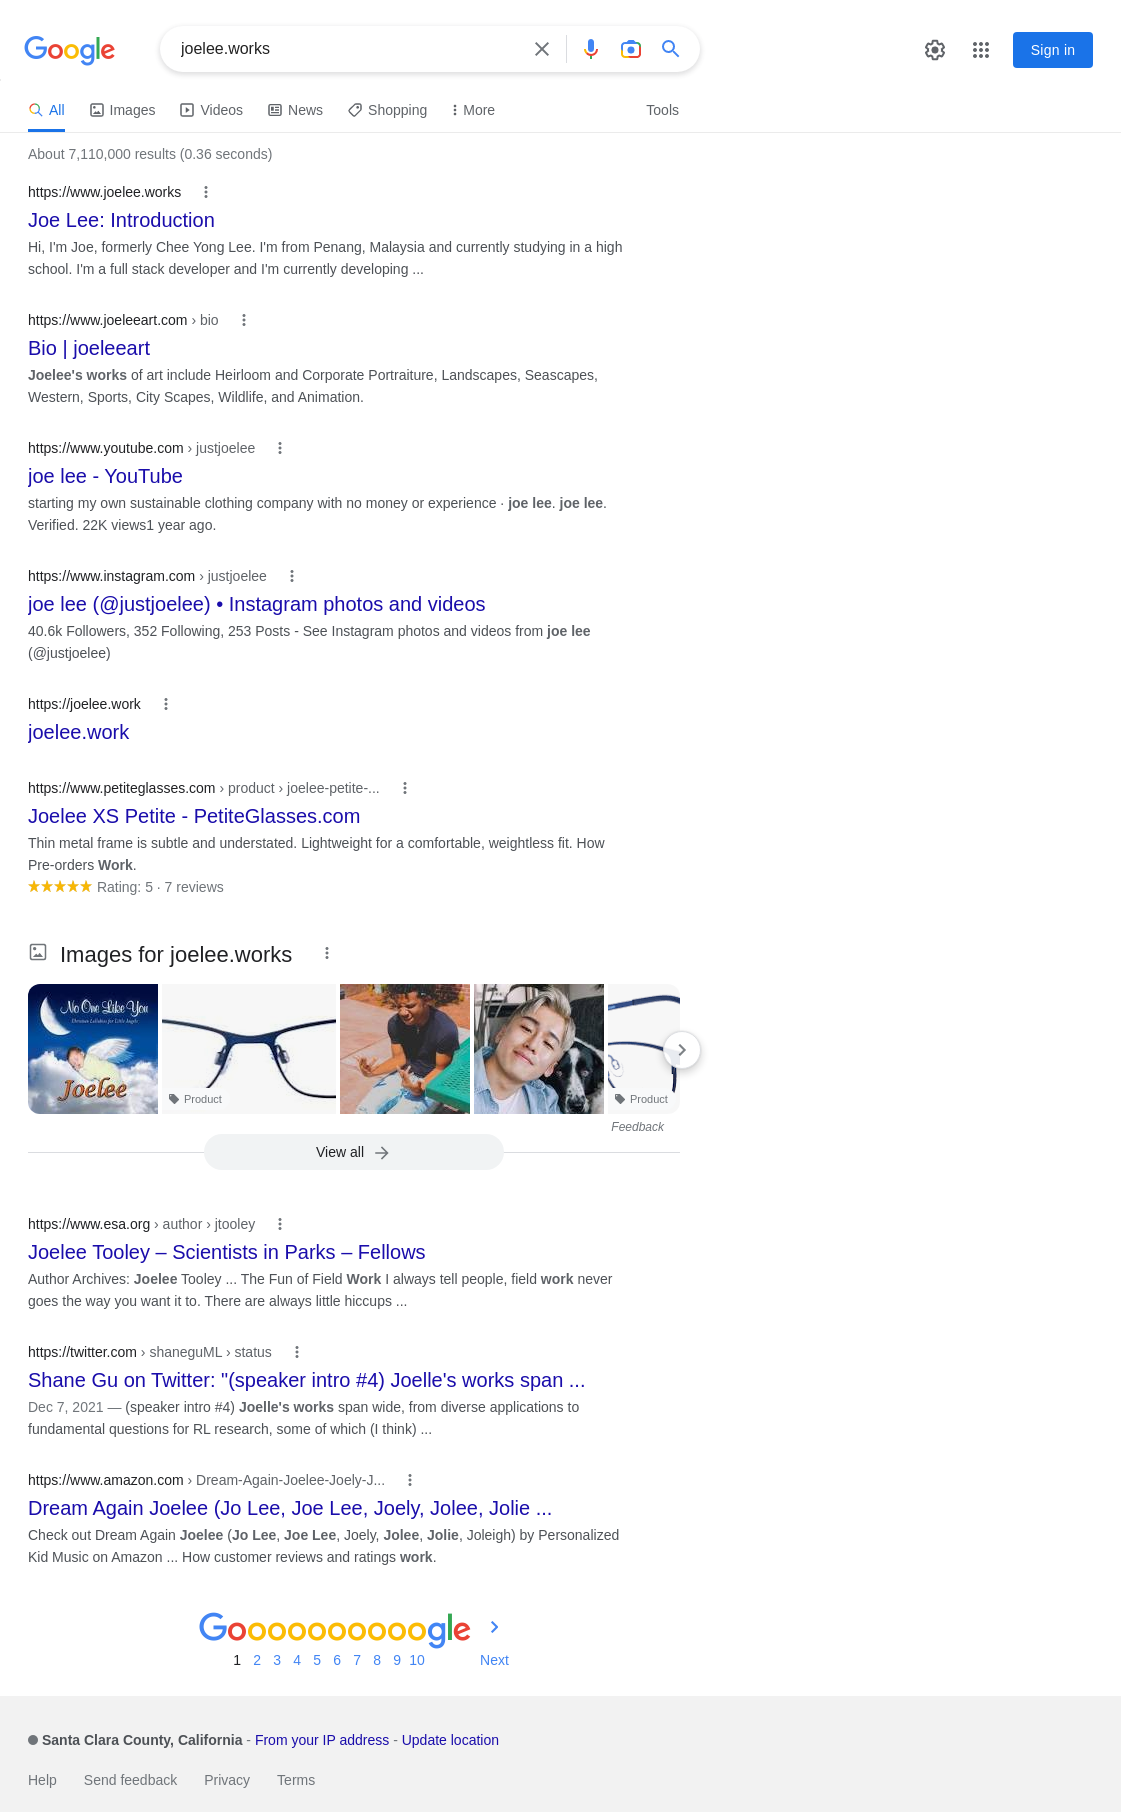 Google
joelee.works
Sign in
All
Images
Videos
News
Shopping
More
Tools
About 7,110,000 results (0.36 seconds)
https://www.joelee.works
Joe Lee: Introduction
Hi, I'm Joe, formerly Chee Yong Lee. I'm from Penang, Malaysia and currently studying in a high
school. I'm a full stack developer and I'm currently developing ...
https://www.joeleeart.com › bio
Bio | joeleeart
Joelee's works of art include Heirloom and Corporate Portraiture, Landscapes, Seascapes,
Western, Sports, City Scapes, Wildlife, and Animation.
https://www.youtube.com › justjoelee
joe lee - YouTube
starting my own sustainable clothing company with no money or experience · joe lee. joe lee.
Verified. 22K views1 year ago.
https://www.instagram.com › justjoelee
joe lee (@justjoelee) • Instagram photos and videos
40.6k Followers, 352 Following, 253 Posts - See Instagram photos and videos from joe lee
(@justjoelee)
https://joelee.work
joelee.work
https://www.petiteglasses.com › product › joelee-petite-...
Joelee XS Petite - PetiteGlasses.com
Thin metal frame is subtle and understated. Lightweight for a comfortable, weightless fit. How
Pre-orders Work.
Rating: 5 · 7 reviews
Images for joelee.works
No One Like You
Christian Lullabies for Little Angels
Joelee
Product
Product
Feedback
View all
https://www.esa.org › author › jtooley
Joelee Tooley – Scientists in Parks – Fellows
Author Archives: Joelee Tooley ... The Fun of Field Work I always tell people, field work never
goes the way you want it to. There are always little hiccups ...
https://twitter.com › shaneguML › status
Shane Gu on Twitter: "(speaker intro #4) Joelle's works span ...
Dec 7, 2021 — (speaker intro #4) Joelle's works span wide, from diverse applications to
fundamental questions for RL research, some of which (I think) ...
https://www.amazon.com › Dream-Again-Joelee-Joely-J...
Dream Again Joelee (Jo Lee, Joe Lee, Joely, Jolee, Jolie ...
Check out Dream Again Joelee (Jo Lee, Joe Lee, Joely, Jolee, Jolie, Joleigh) by Personalized
Kid Music on Amazon ... How customer reviews and ratings work.
Goooooooooogle
1 2 3 4 5 6 7 8 9 10 Next
Santa Clara County, California - From your IP address - Update location
Help Send feedback Privacy Terms